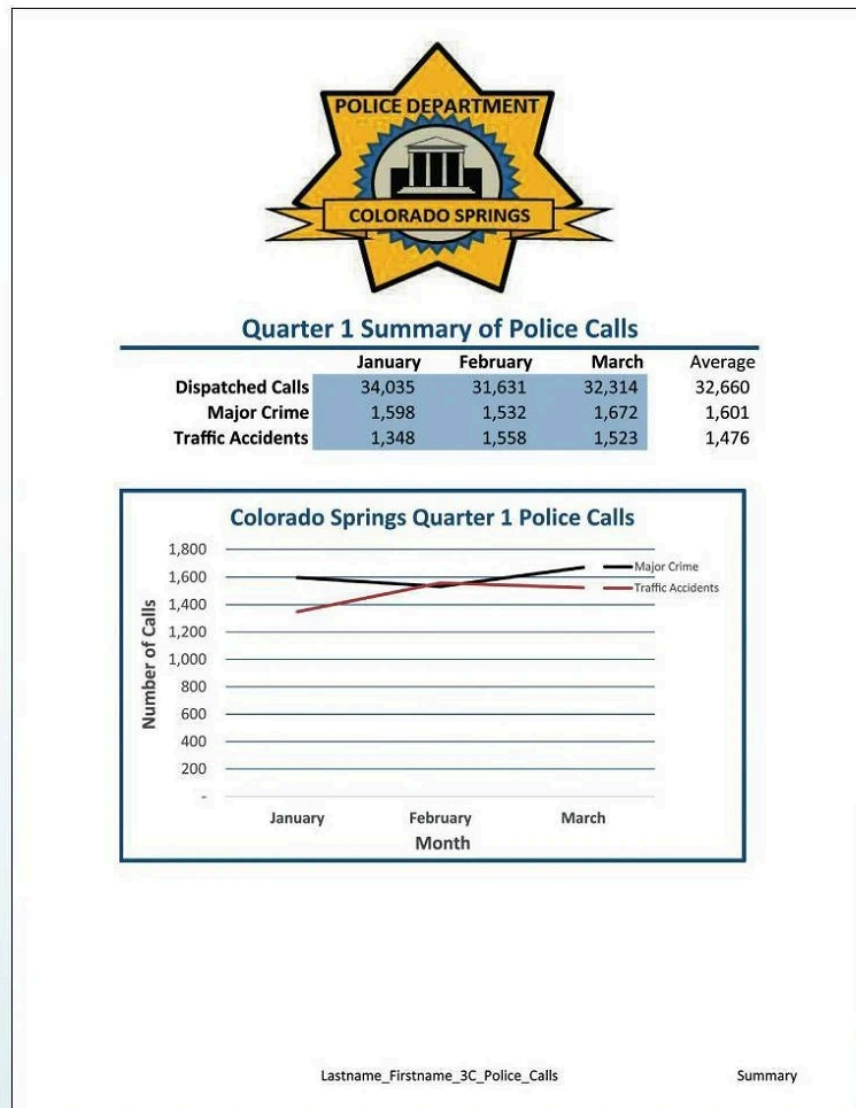 POLICE DEPARTMENT
COLORADO SPRINGS
Quarter 1 Summary of Police Calls
January February March Average
Dispatched Calls 34,035 31,631 32,314 32,660
Major Crime 1,598 1,532 1,672 1,601
Traffic Accidents 1,348 1,558 1,523 1,476
Colorado Springs Quarter 1 Police Calls
Number of Calls
1,800
1,600
1,400
1,200
1,000
800
600
400
200
-
Major Crime
Traffic Accidents
January February March
Month
Lastname_Firstname_3C_Police_Calls Summary